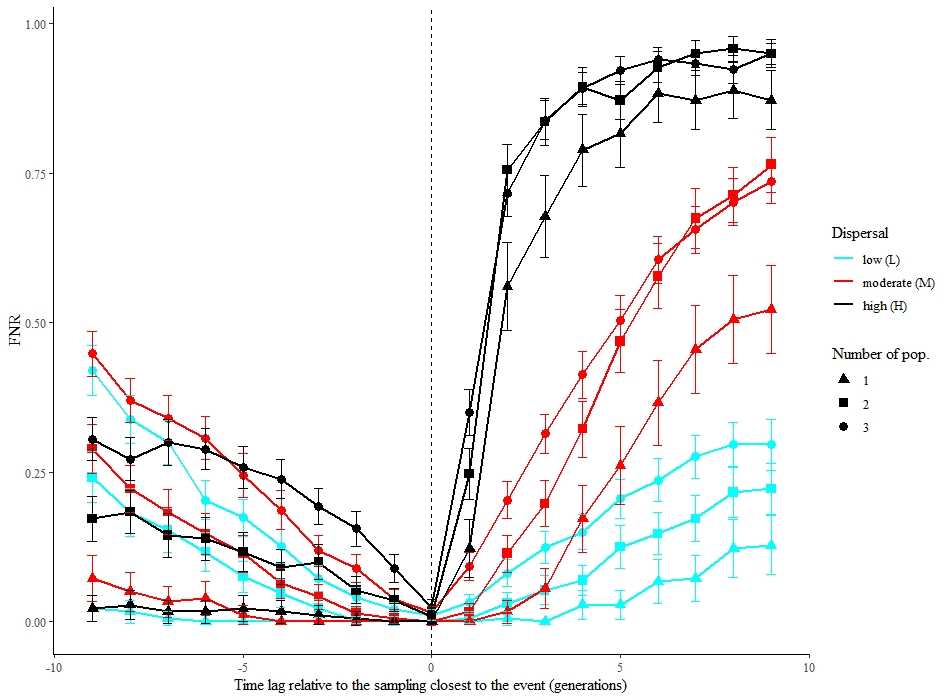 1.00
0.75
0.50
0.25
0.00
FNR
-10
-5
0
5
10
Time lag relative to the sampling closest to the event (generations)
Dispersal
low (L)
moderate (M)
high (H)
Number of pop.
1
2
3